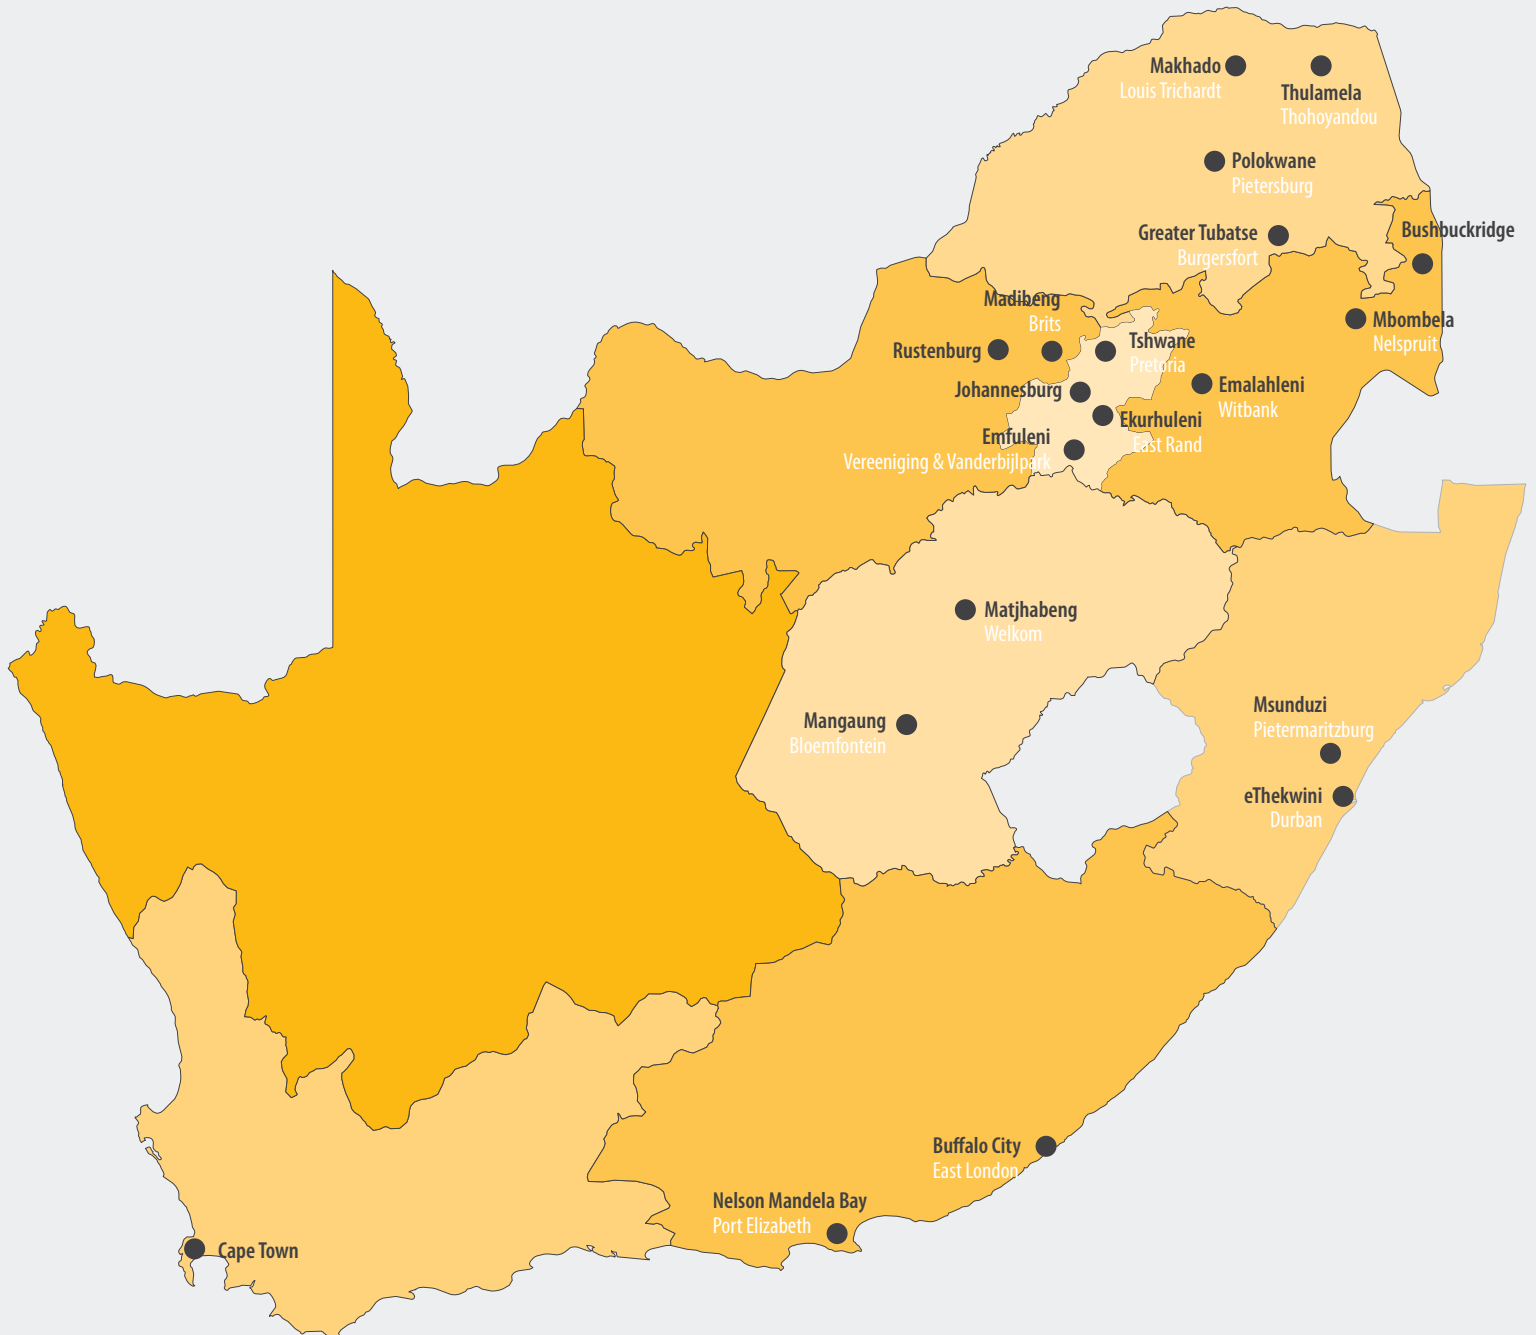 Makhado
Louis Trichardt
Thulamela
Thohoyandou
Polokwane
Pietersburg
Greater Tubatse
Burgersfort
Bushbuckridge
Madibeng
Brits
Mbombela
Nelspruit
Rustenburg
Tshwane
Pretoria
Johannesburg
Emalahleni
Witbank
Ekurhuleni
East Rand
Emfuleni
Vereeniging & Vanderbijlpark
Matjhabeng
Welkom
Mangaung
Bloemfontein
Msunduzi
Pietermaritzburg
eThekwini
Durban
Buffalo City
East London
Nelson Mandela Bay
Port Elizabeth
Cape Town